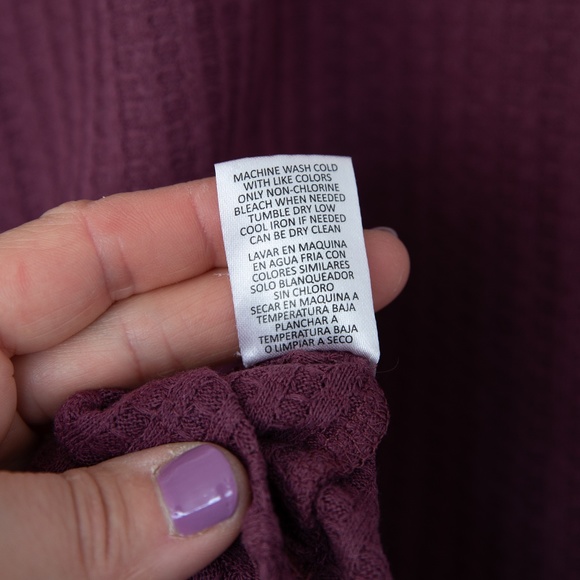 MACHINE WASH COLD
WITH LIKE COLORS
ONLY NON-CHLORINE
BLEACH WHEN NEEDED
TUMBLE DRY LOW
COOL IRON IF NEEDED
CAN BE DRY CLEAN
LAVAR EN MAQUINA
EN AGUA FRIA CON
COLORES SIMILARES
SOLO BLANQUEADOR
SIN CHLORO
SECAR EN MAQUINA A
TEMPERATURA BAJA
PLANCHAR A
TEMPERATURA BAJA
O LIMPIAR A SECO